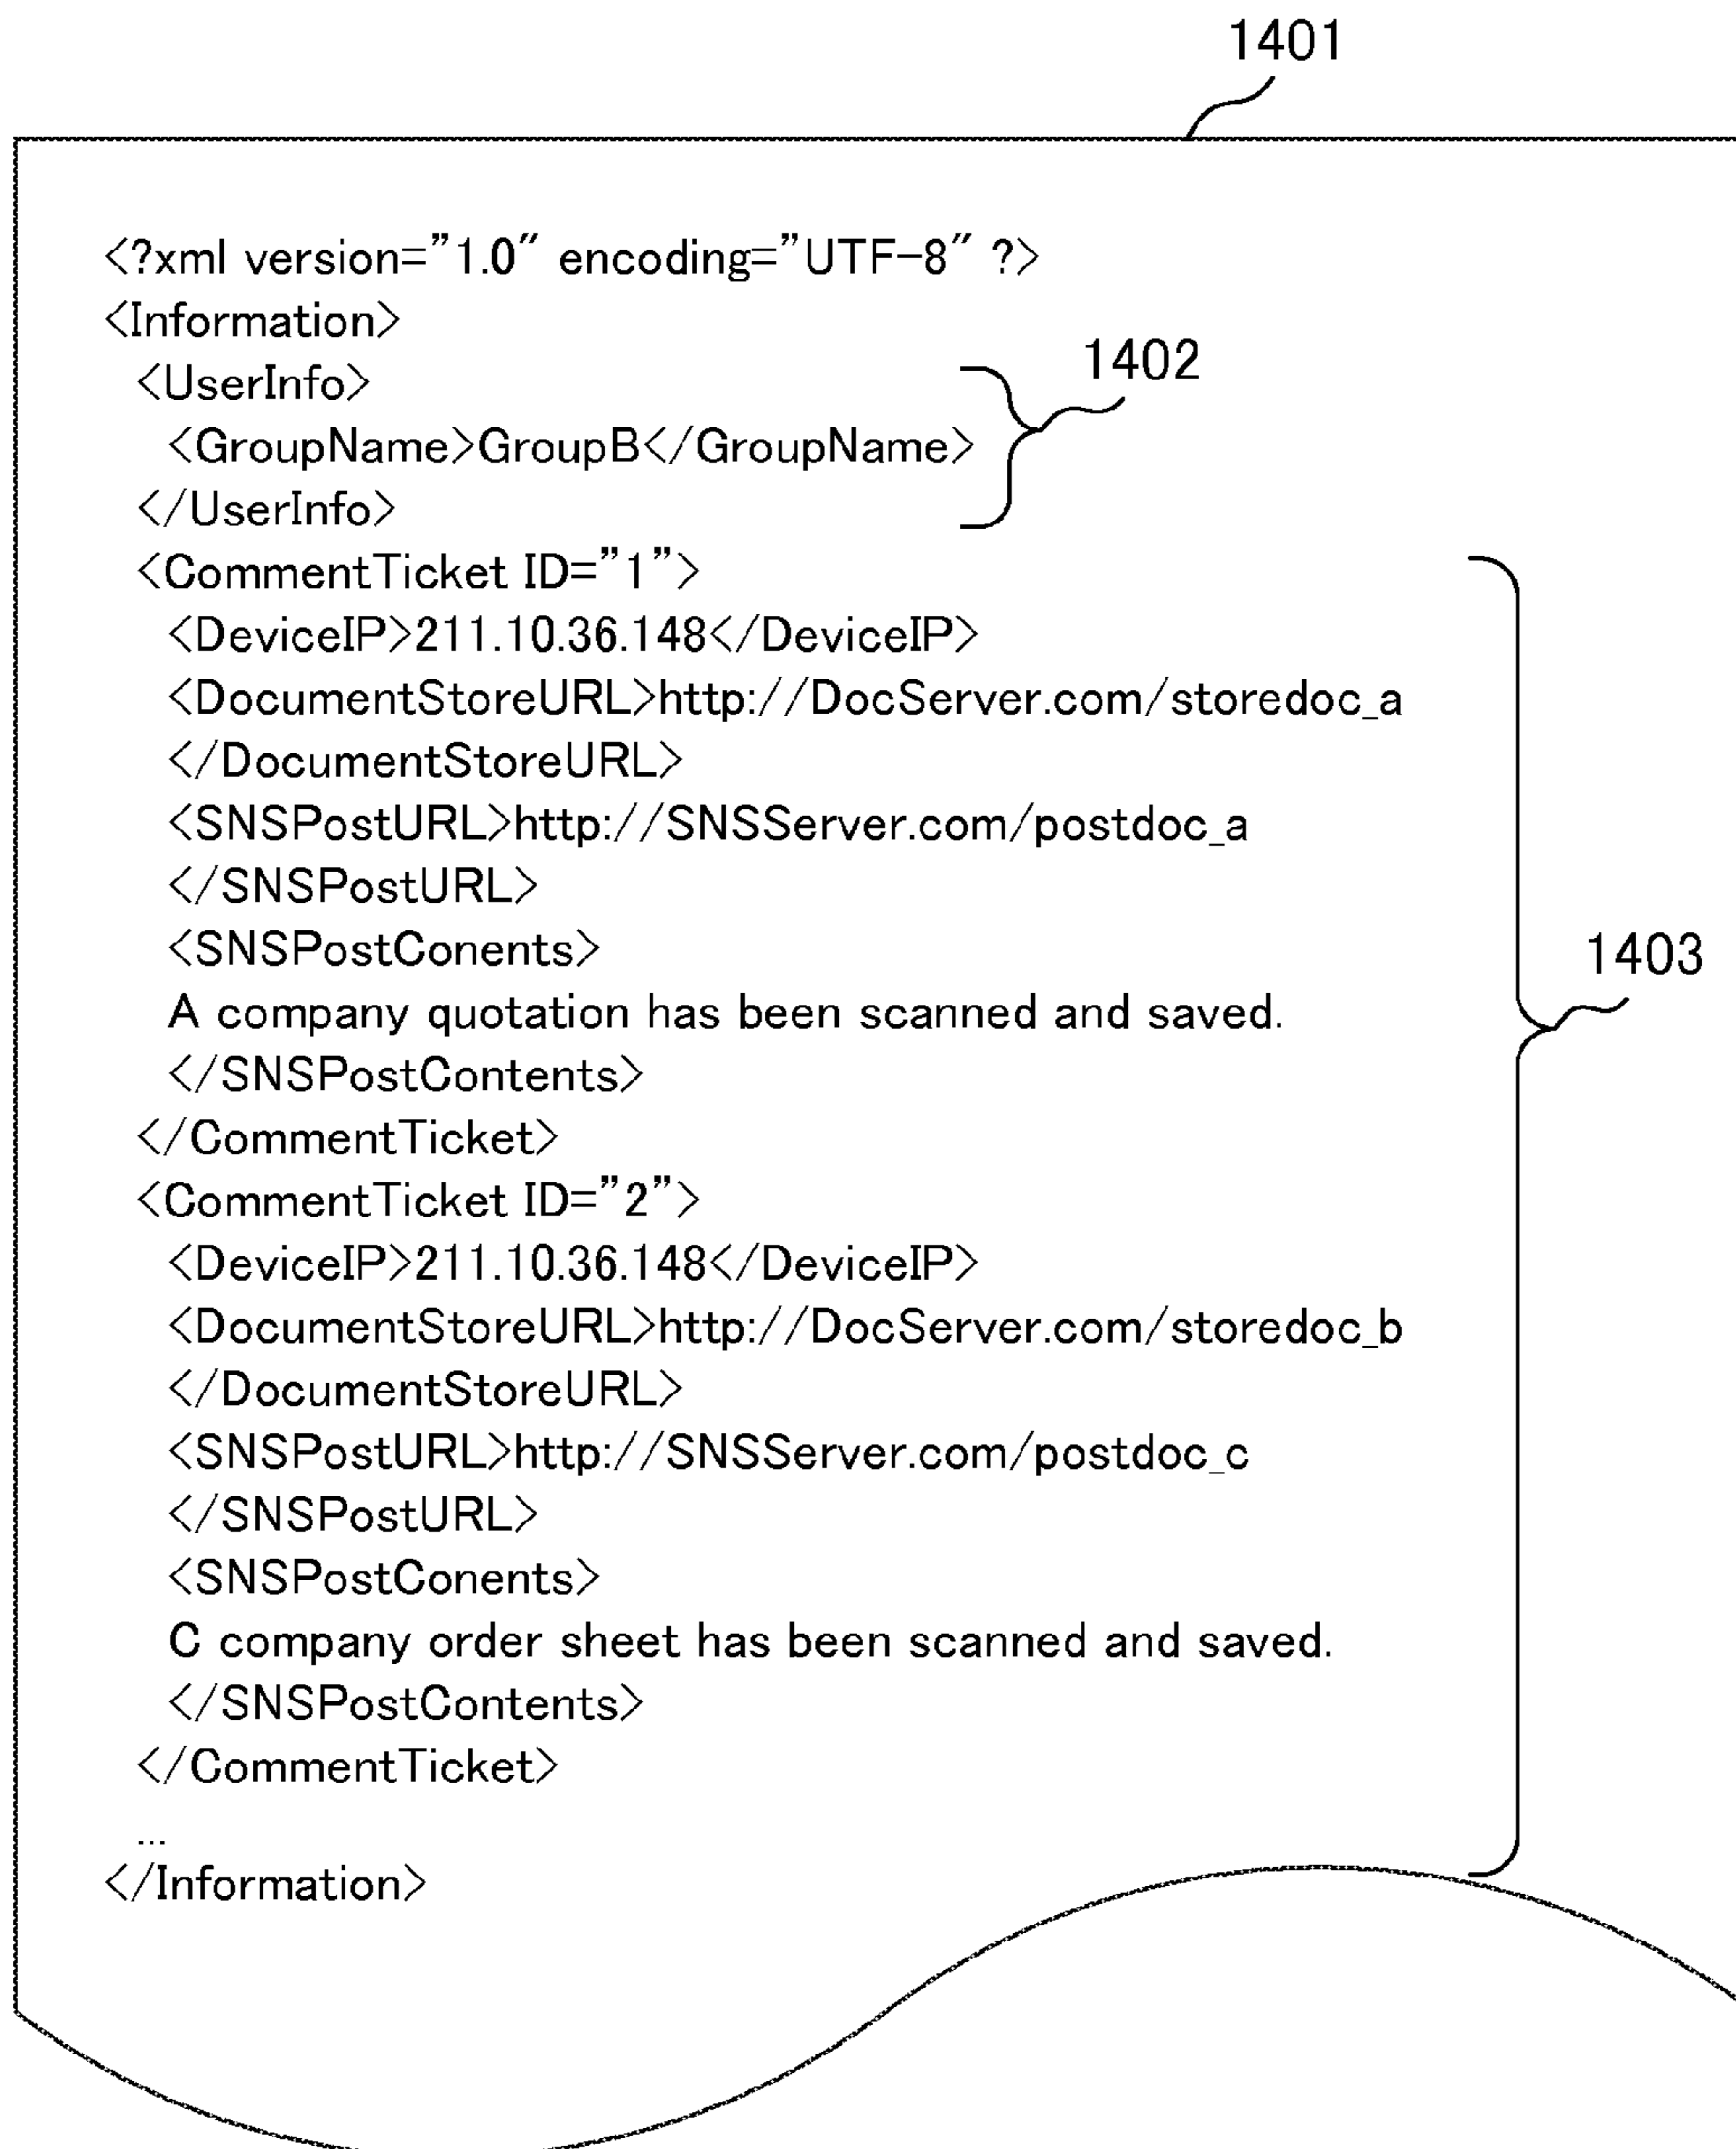 1401
<?xml version="1.0" encoding="UTF-8" ?>
<Information>
<UserInfo>
1402
<GroupName>GroupB</GroupName>
</UserInfo>
<CommentTicket ID="1">
<DeviceIP>211.10.36.148</DeviceIP>
<DocumentStoreURL>http://DocServer.com/storedoc_a
</DocumentStoreURL>
<SNSPostURL>http://SNSServer.com/postdoc_a
</SNSPostURL>
<SNSPostConents>
1403
A company quotation has been scanned and saved.
</SNSPostContents>
</CommentTicket>
<CommentTicket ID="2">
<DeviceIP>211.10.36.148</DeviceIP>
<DocumentStoreURL>http://DocServer.com/storedoc_b
</DocumentStoreURL>
<SNSPostURL>http://SNSServer.com/postdoc_c
</SNSPostURL>
<SNSPostConents>
C company order sheet has been scanned and saved.
</SNSPostContents>
</CommentTicket>
...
</Information>